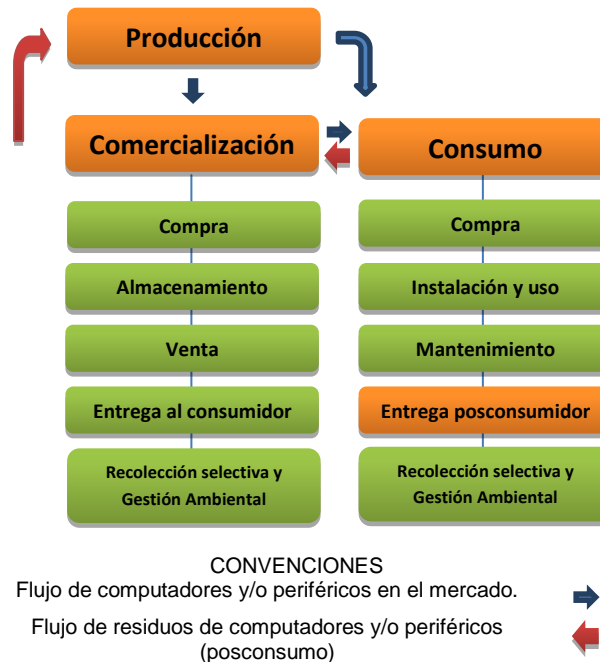 Producción
Comercialización
Consumo
Compra
Almacenamiento
Venta
Entrega al consumidor
Recolección selectiva y
Gestión Ambiental
Compra
Instalación y uso
Mantenimiento
Entrega posconsumidor
Recolección selectiva y
Gestión Ambiental
CONVENCIONES
Flujo de computadores y/o periféricos en el mercado.
Flujo de residuos de computadores y/o periféricos
(posconsumo)